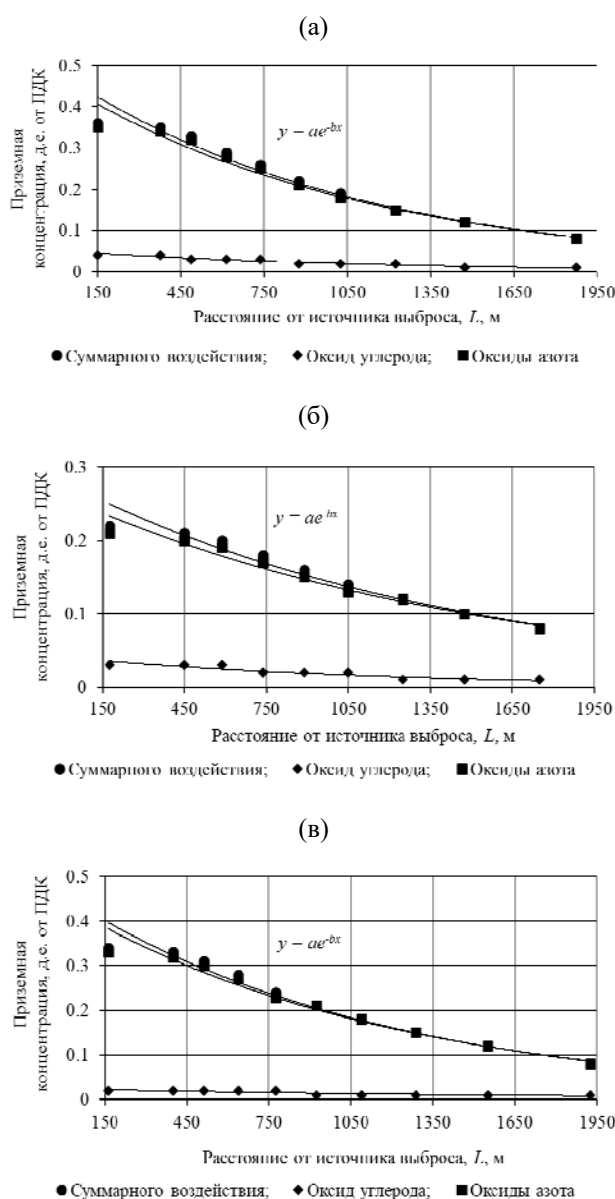 (а)
Приземная
концентрация, д.е. от ПДК
0.5
0.4
0.3
0.2
0.1
0
y – ae-bx
150 450 750 1050 1350 1650 1950
Расстояние от источника выброса, L, м
Суммарного воздействия; Оксид углерода; Оксиды азота
(б)
Приземная
концентрация, д.е. от ПДК
0.3
0.2
0.1
0
y – ae bx
150 450 750 1050 1350 1650 1950
Расстояние от источника выброса, L, м
Суммарного воздействия; Оксид углерода; Оксиды азота
(в)
Приземная
концентрация, д.е. от ПДК
0.5
0.4
0.3
0.2
0.1
0
y – ae-bx
150 450 750 1050 1350 1650 1950
Расстояние от источника выброса, L, м
Суммарного воздействия; Оксид углерода; Оксиды азота